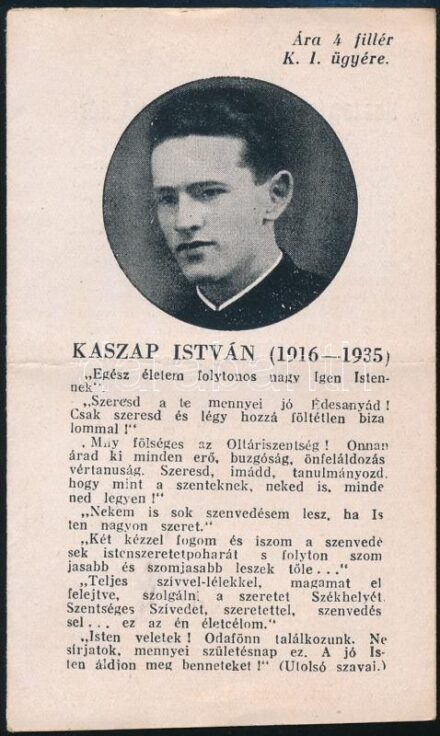 Ára 4 fillér
K. I. ügyére.
KASZAP ISTVÁN (1916—1935)
„Egész életem folytonos nagy Igen Isten-
nek"
„Szeresd a te mennyei jó Édesanyád!
Csak szeresd és légy hozzá föltétlen biza
lommal!"
„Mily fölséges az Oltáriszentség! Onnan
árad ki minden erő, buzgóság, önfeláldozás
vértanuság. Szeresd, imádd, tanulmányozd,
hogy mint a szenteknek, neked is, minde
ned legyen!"
„Nekem is sok szenvedésem lesz, ha Is
ten nagyon szeret."
„Két kézzel fogom és iszom a szenvedé
sek istenszeretetpoharát s folyton szom
jasabb és szomjasabb leszek tőle..."
„Teljes szívvel-lélekkel, magamat el
felejtve, szolgálni a szeretet Székhelyét.
Szentséges Szívedet, szeretettel, szenvedés
sel... ez az én életcélom."
„Isten veletek! Odafönn találkozunk. Ne
sírjatok, mennyei születésnap ez. A jó Is-
ten áldjon meg benneteket!" (Utolsó szavai.)